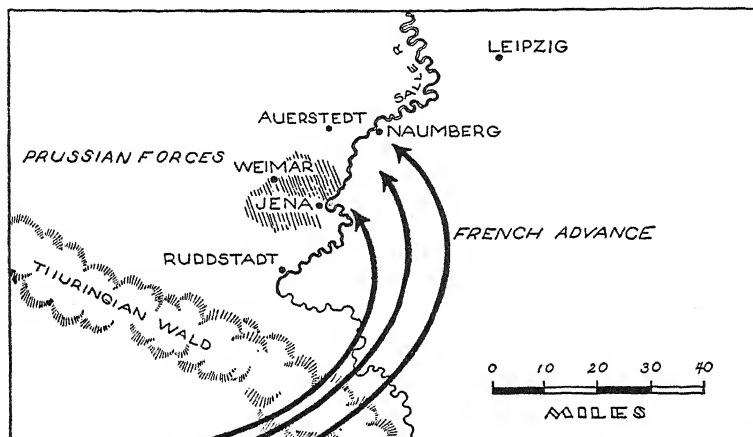 LEIPZIG
SALLE R
AUERSTEDT
NAUMBERG
PRUSSIAN FORCES
WEIMAR
JENA
FRENCH ADVANCE
RUDDSTADT
THURINGIAN WALD
0 10 20 30 40
MILES